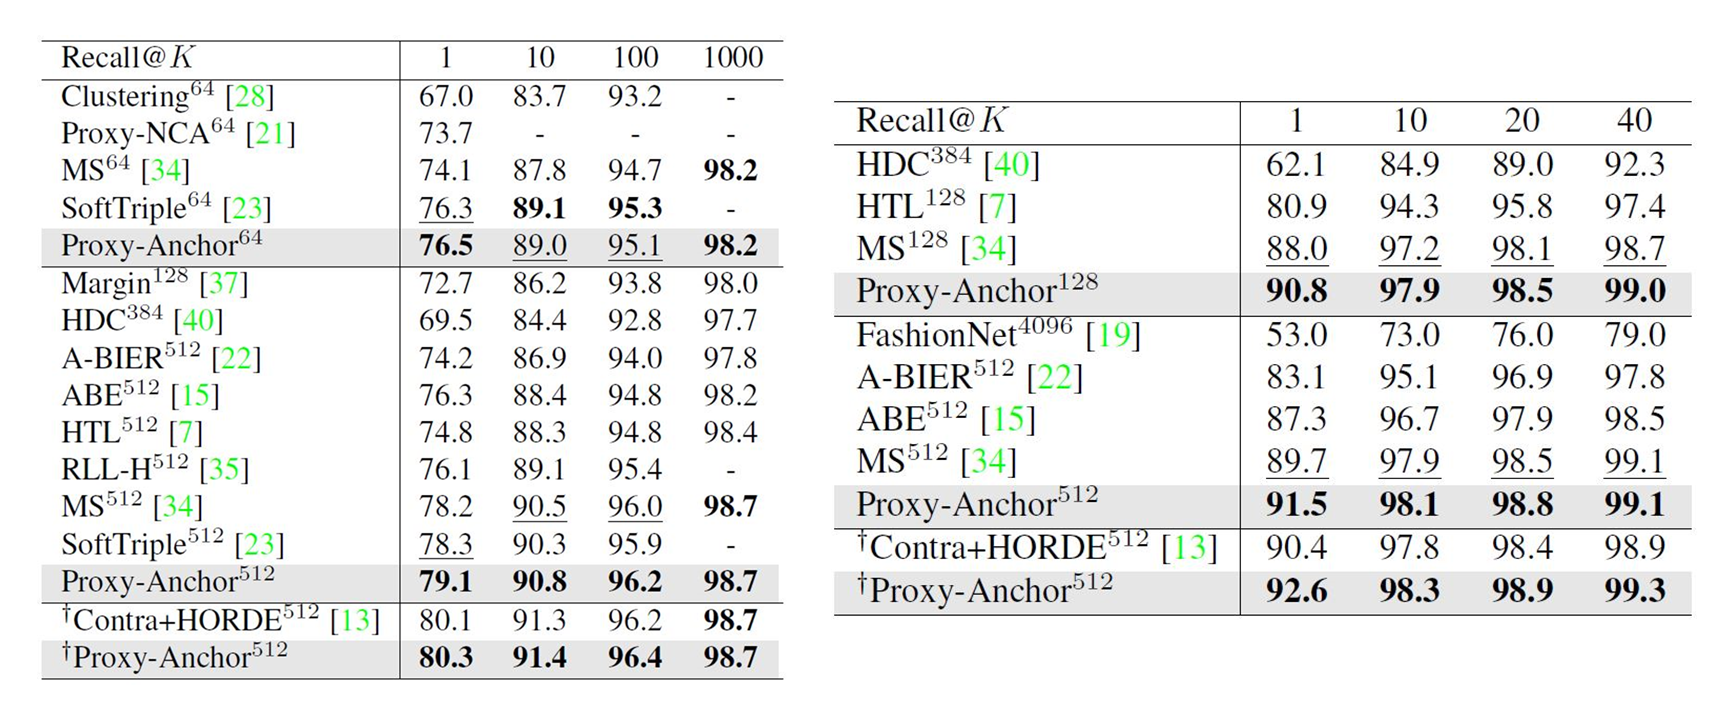 Recall@K 1 10 100 1000
Clustering^64 [28] 67.0 83.7 93.2 -
Proxy-NCA^64 [21] 73.7 - - -
MS^64 [34] 74.1 87.8 94.7 98.2
SoftTriple^64 [23] 76.3 89.1 95.3 -
Proxy-Anchor^64 76.5 89.0 95.1 98.2
Margin^128 [37] 72.7 86.2 93.8 98.0
HDC^384 [40] 69.5 84.4 92.8 97.7
A-BIER^512 [22] 74.2 86.9 94.0 97.8
ABE^512 [15] 76.3 88.4 94.8 98.2
HTL^512 [7] 74.8 88.3 94.8 98.4
RLL-H^512 [35] 76.1 89.1 95.4 -
MS^512 [34] 78.2 90.5 96.0 98.7
SoftTriple^512 [23] 78.3 90.3 95.9 -
Proxy-Anchor^512 79.1 90.8 96.2 98.7
†Contra+HORDE^512 [13] 80.1 91.3 96.2 98.7
†Proxy-Anchor^512 80.3 91.4 96.4 98.7
Recall@K 1 10 20 40
HDC^384 [40] 62.1 84.9 89.0 92.3
HTL^128 [7] 80.9 94.3 95.8 97.4
MS^128 [34] 88.0 97.2 98.1 98.7
Proxy-Anchor^128 90.8 97.9 98.5 99.0
FashionNet^4096 [19] 53.0 73.0 76.0 79.0
A-BIER^512 [22] 83.1 95.1 96.9 97.8
ABE^512 [15] 87.3 96.7 97.9 98.5
MS^512 [34] 89.7 97.9 98.5 99.1
Proxy-Anchor^512 91.5 98.1 98.8 99.1
†Contra+HORDE^512 [13] 90.4 97.8 98.4 98.9
†Proxy-Anchor^512 92.6 98.3 98.9 99.3